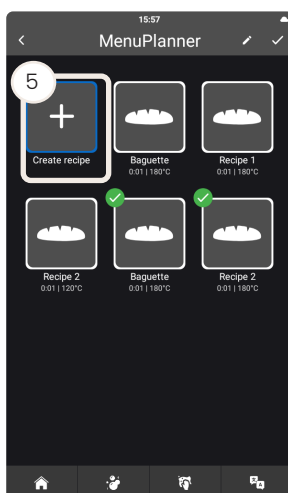 15:57
MenuPlanner
5
Create recipe
Baguette
0:01 | 180°C
Recipe 1
0:01 | 180°C
Recipe 2
0:01 | 120°C
Baguette
0:01 | 180°C
Recipe 2
0:01 | 180°C